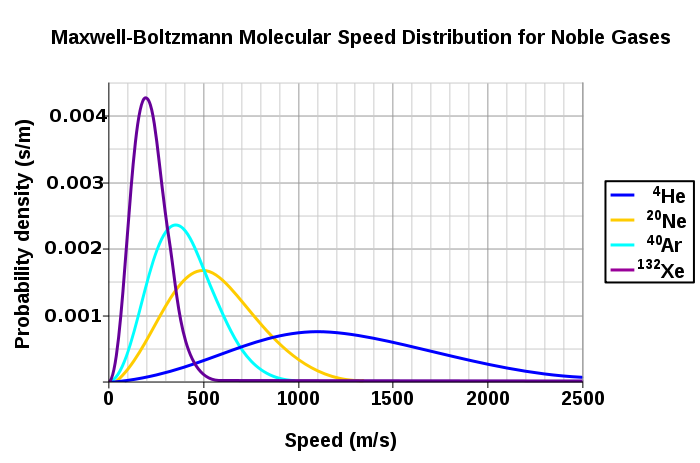 Maxwell-Boltzmann Molecular Speed Distribution for Noble Gases
Probability density (s/m)
0.004
0.003
0.002
0.001
0 500 1000 1500 2000 2500
Speed (m/s)
⁴He
²⁰Ne
⁴⁰Ar
¹³²Xe